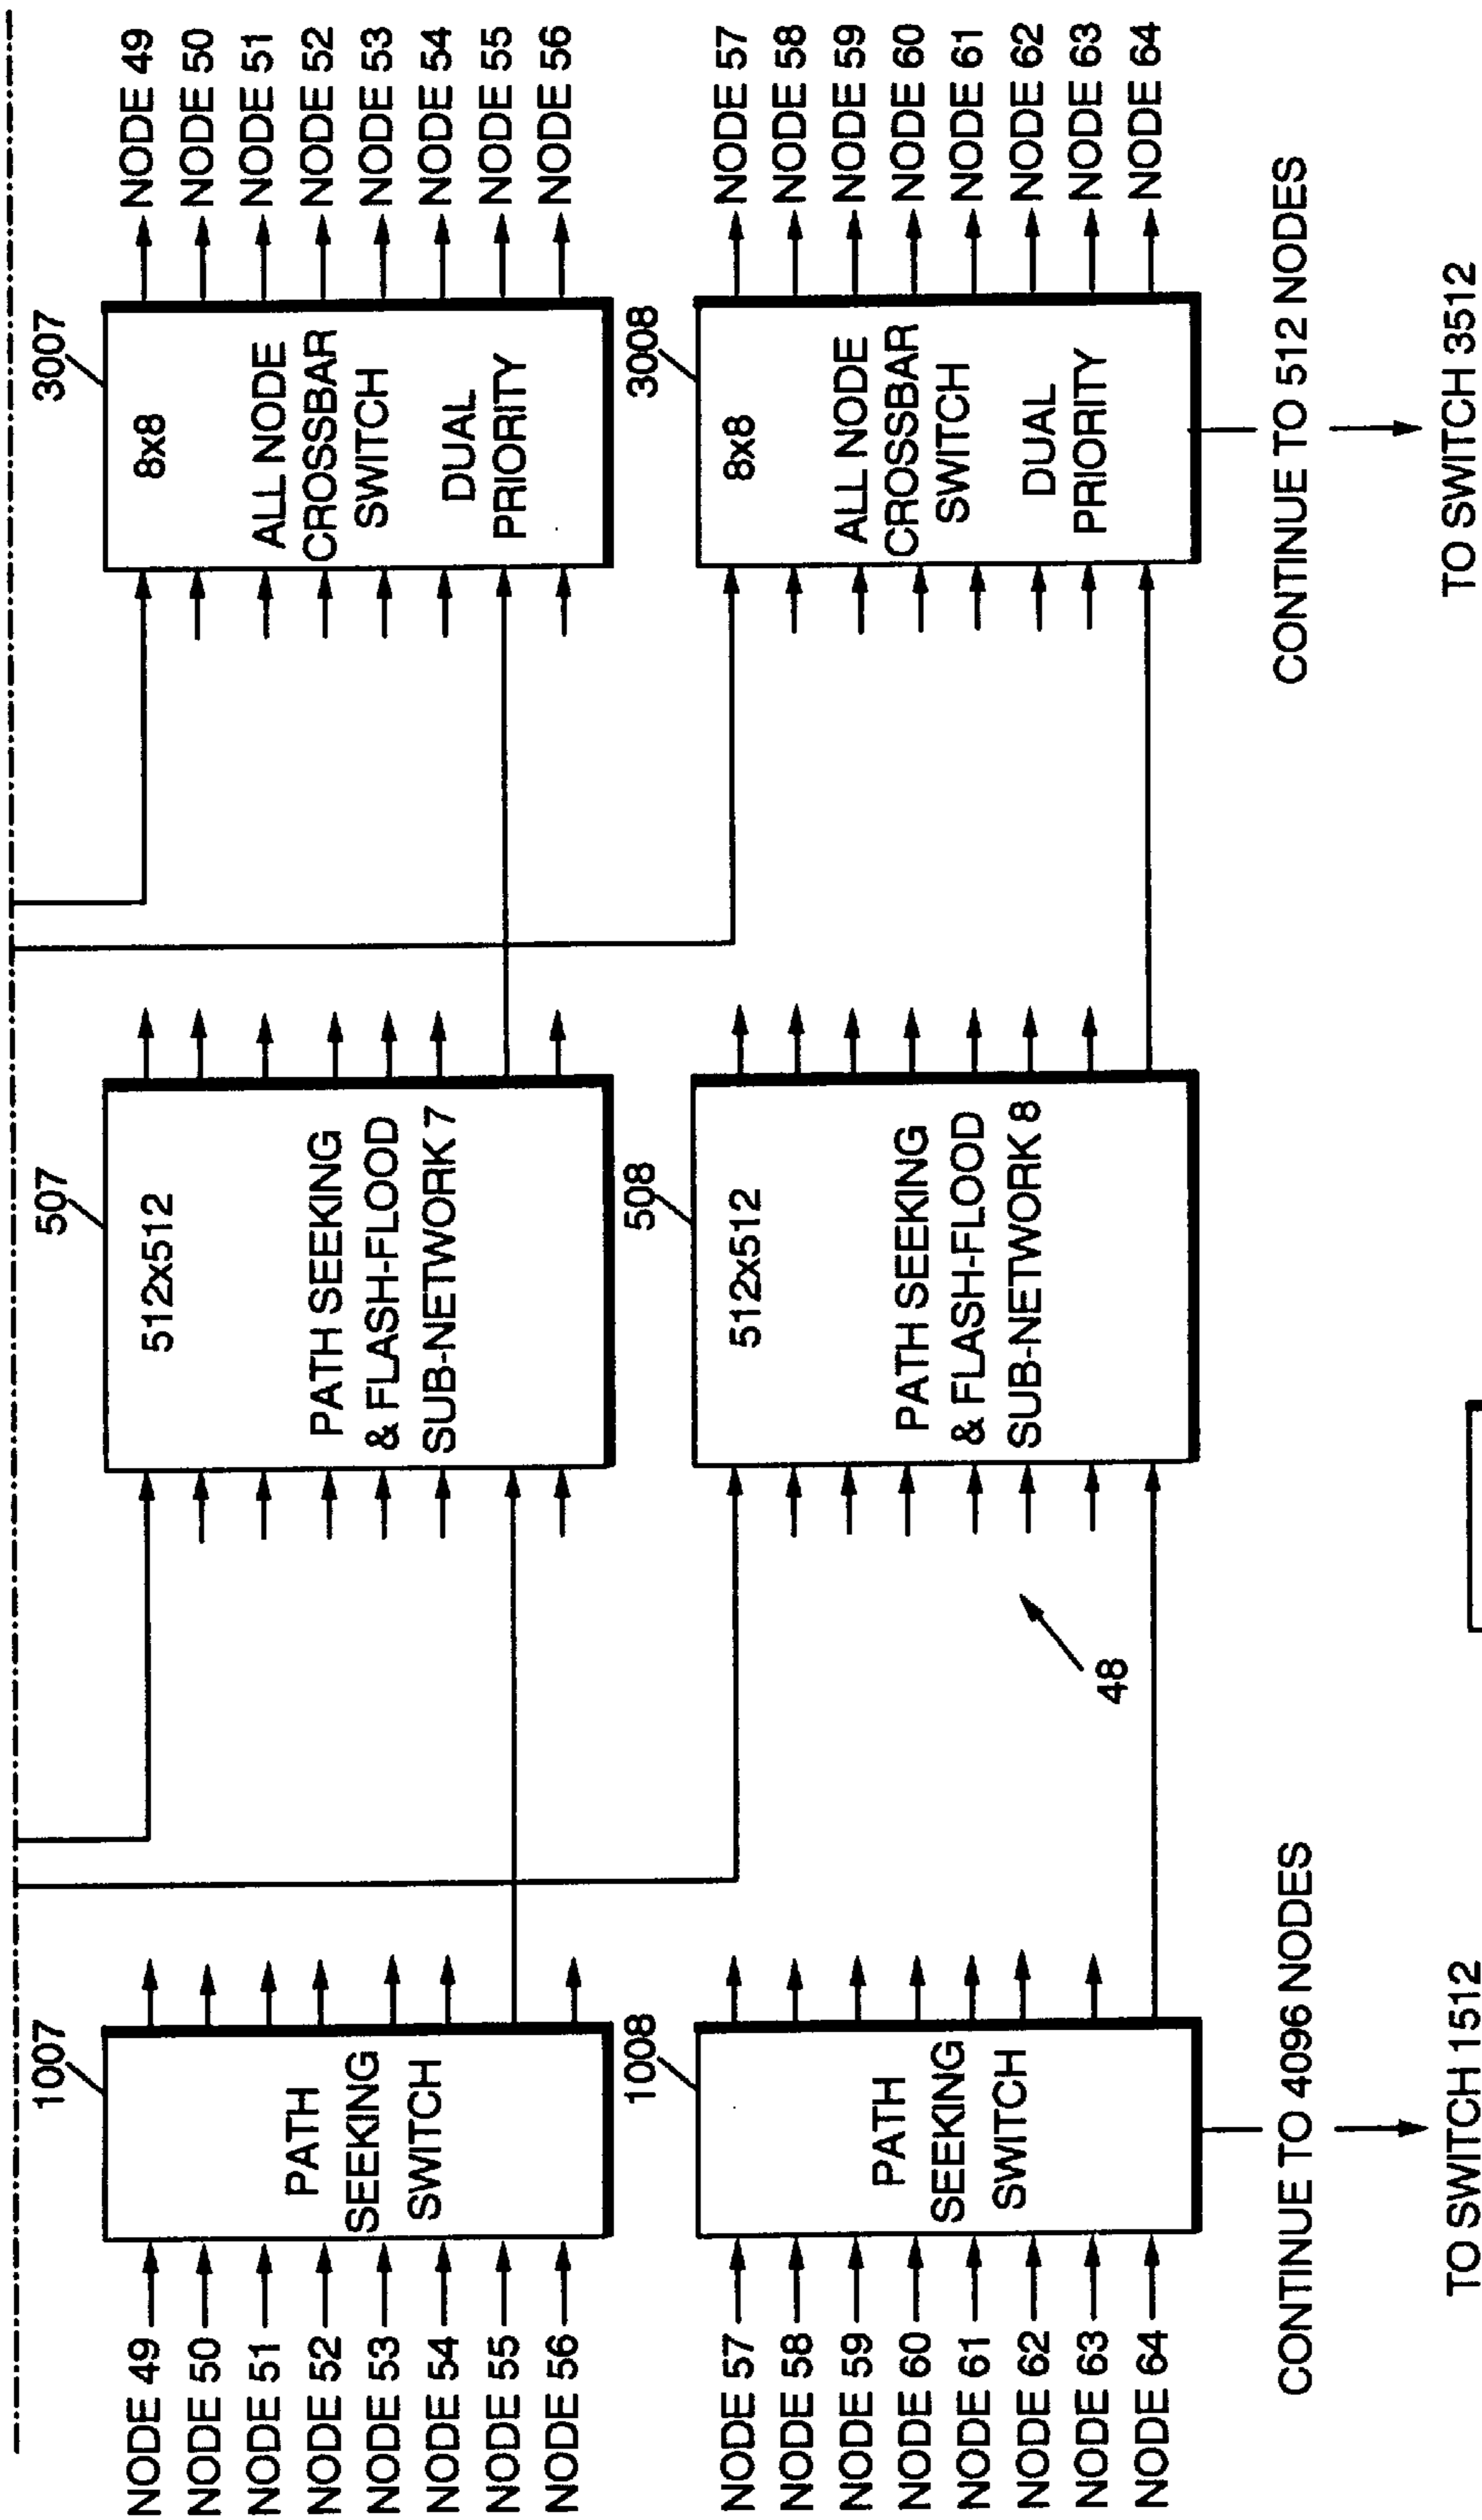 NODE 49
NODE 50
NODE 51
NODE 52
NODE 53
NODE 54
NODE 55
NODE 56
1007
PATH
SEEKING
SWITCH
507
512x512
PATH SEEKING
& FLASH-FLOOD
SUB-NETWORK 7
3007
8x8
ALL NODE
CROSSBAR
SWITCH
DUAL
PRIORITY
NODE 49
NODE 50
NODE 51
NODE 52
NODE 53
NODE 54
NODE 55
NODE 56
NODE 57
NODE 58
NODE 59
NODE 60
NODE 61
NODE 62
NODE 63
NODE 64
1008
PATH
SEEKING
SWITCH
508
512x512
PATH SEEKING
& FLASH-FLOOD
SUB-NETWORK 8
3008
8x8
ALL NODE
CROSSBAR
SWITCH
DUAL
PRIORITY
NODE 57
NODE 58
NODE 59
NODE 60
NODE 61
NODE 62
NODE 63
NODE 64
48
CONTINUE TO 4096 NODES
CONTINUE TO 512 NODES
TO SWITCH 1512
TO SWITCH 3512